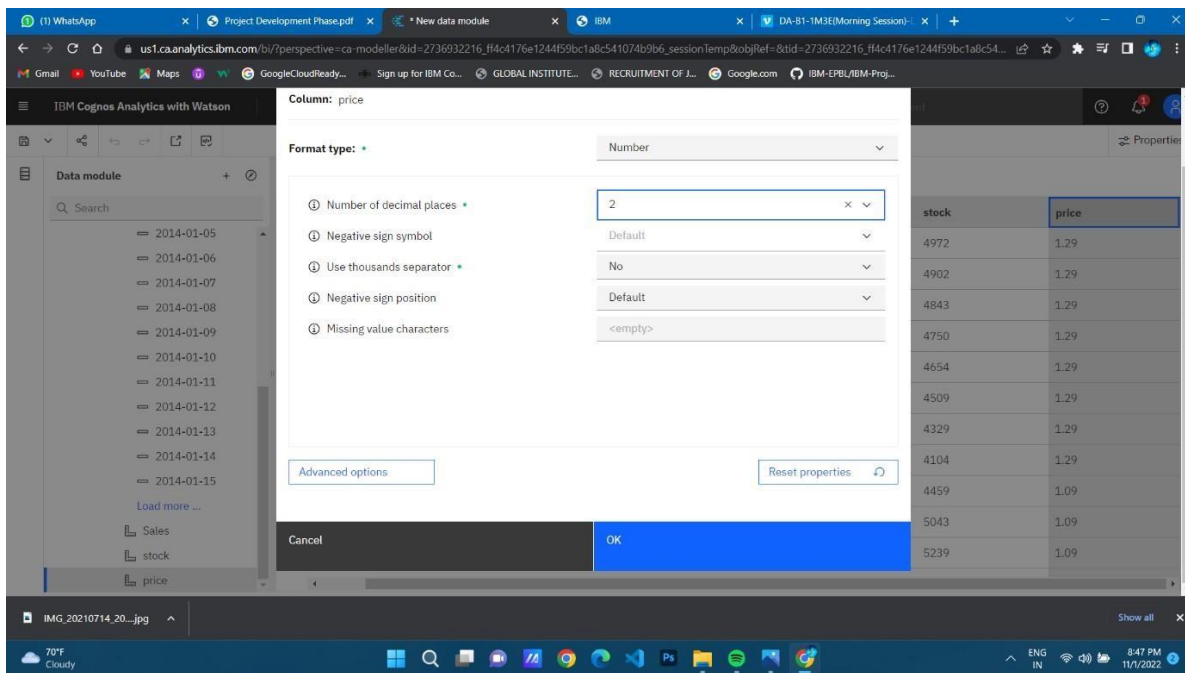 (1) WhatsApp
Project Development Phase.pdf
* New data module
IBM
DA-B1-1M3E(Morning Session)-
us1.ca.analytics.ibm.com/bi/?perspective=ca-modeller&id=2736932216_ff4c4176e1244f59bc1a8c541074b9b6_sessionTemp&objRef=&tid=2736932216_ff4c4176e1244f59bc1a8c54...
Gmail
YouTube
Maps
GoogleCloudReady...
Sign up for IBM Co...
GLOBAL INSTITUTE...
RECRUITMENT OF J...
Google.com
IBM-EPBL/IBM-Proj...
IBM Cognos Analytics with Watson
1
Properties
Data module
Search
2014-01-05
2014-01-06
2014-01-07
2014-01-08
2014-01-09
2014-01-10
2014-01-11
2014-01-12
2014-01-13
2014-01-14
2014-01-15
Load more ...
Sales
stock
price
Column: price
Format type:
Number
Number of decimal places
2
Negative sign symbol
Default
Use thousands separator
No
Negative sign position
Default
Missing value characters
<empty>
Advanced options
Reset properties
Cancel
OK
stock price
4972 1.29
4902 1.29
4843 1.29
4750 1.29
4654 1.29
4509 1.29
4329 1.29
4104 1.29
4459 1.09
5043 1.09
5239 1.09
IMG_20210714_20....jpg
Show all
70°F
Cloudy
Ps
ENG
IN
8:47 PM
11/1/2022
2